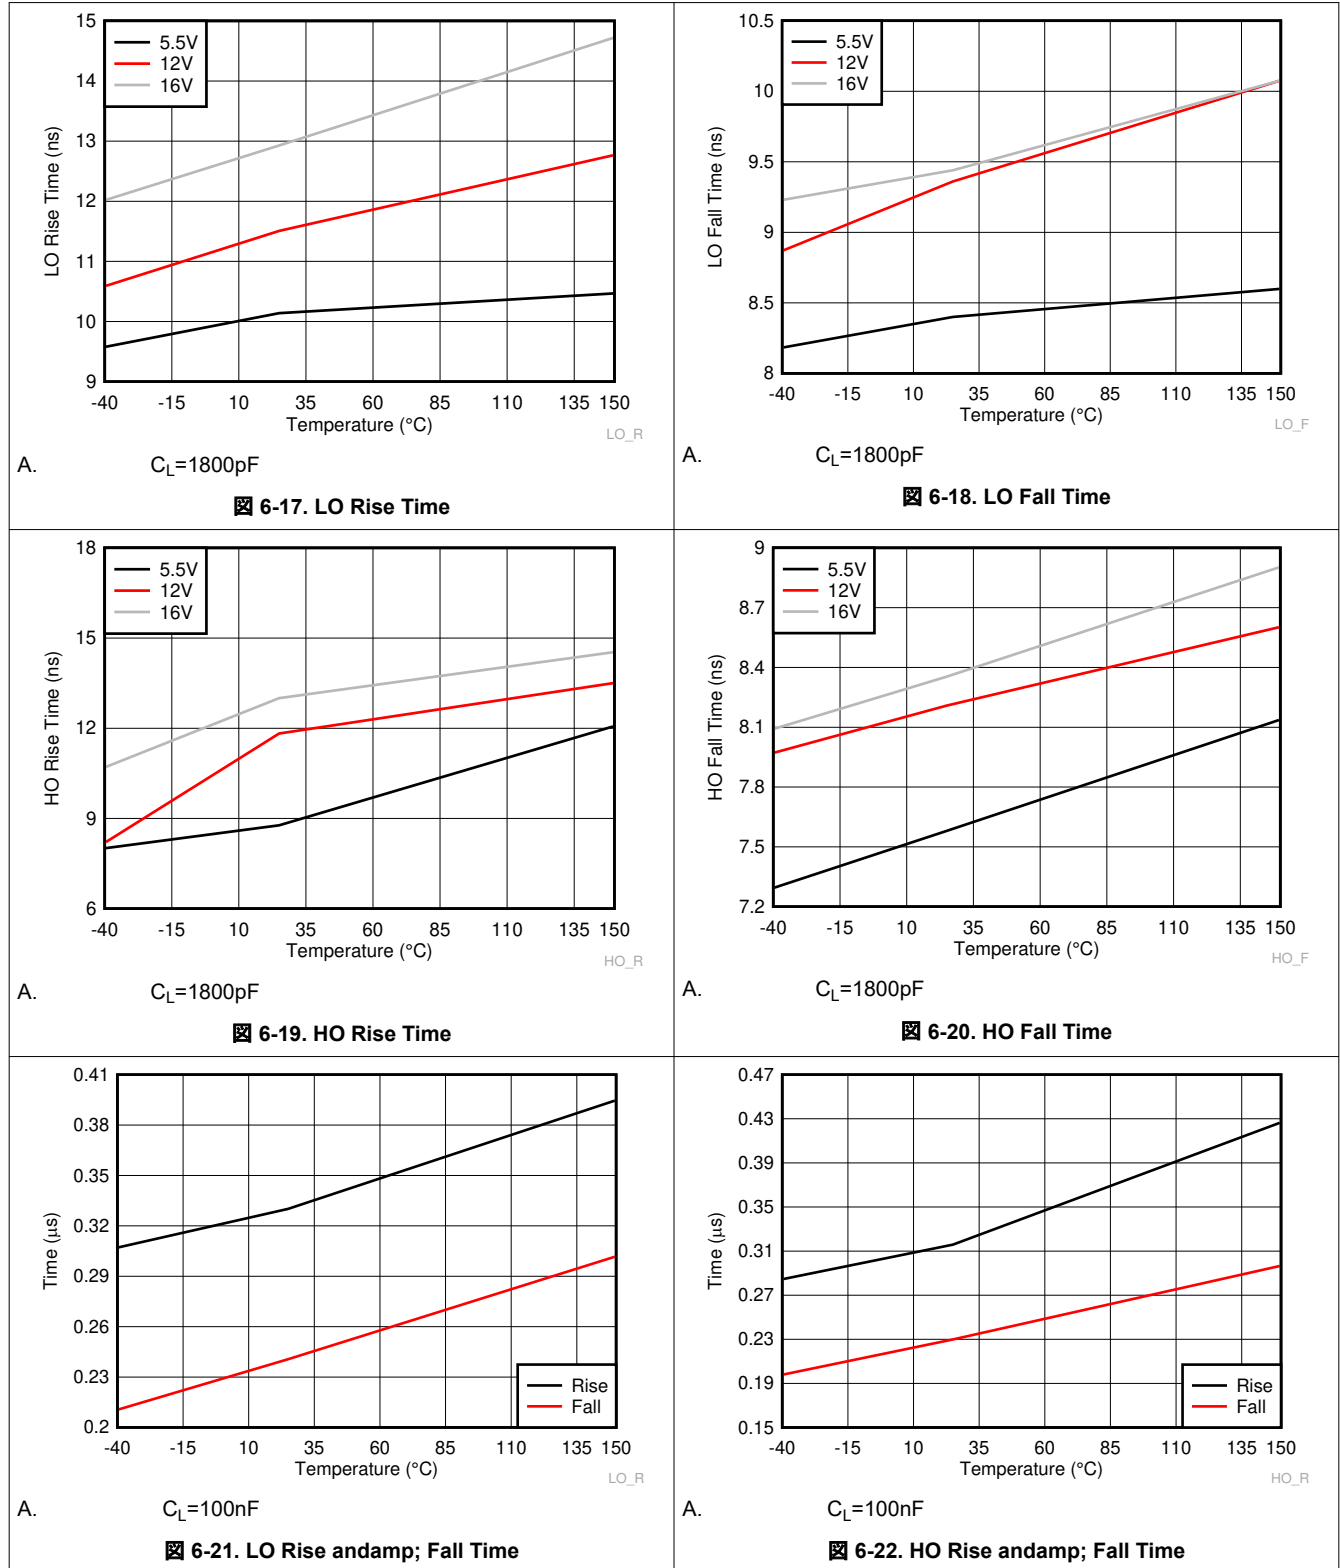 15
14
13
12
11
10
9
LO Rise Time (ns)
5.5V
12V
16V
-40 -15 10 35 60 85 110 135 150
Temperature (°C)
LO_R
A. CL=1800pF
図 6-17. LO Rise Time
10.5
10
9.5
9
8.5
8
LO Fall Time (ns)
5.5V
12V
16V
-40 -15 10 35 60 85 110 135 150
Temperature (°C)
LO_F
A. CL=1800pF
図 6-18. LO Fall Time
18
15
12
9
6
HO Rise Time (ns)
5.5V
12V
16V
-40 -15 10 35 60 85 110 135 150
Temperature (°C)
HO_R
A. CL=1800pF
図 6-19. HO Rise Time
9
8.7
8.4
8.1
7.8
7.5
7.2
HO Fall Time (ns)
5.5V
12V
16V
-40 -15 10 35 60 85 110 135 150
Temperature (°C)
HO_F
A. CL=1800pF
図 6-20. HO Fall Time
0.41
0.38
0.35
0.32
0.29
0.26
0.23
0.2
Time (μs)
Rise
Fall
-40 -15 10 35 60 85 110 135 150
Temperature (°C)
LO_R
A. CL=100nF
図 6-21. LO Rise andamp; Fall Time
0.47
0.43
0.39
0.35
0.31
0.27
0.23
0.19
0.15
Time (μs)
Rise
Fall
-40 -15 10 35 60 85 110 135 150
Temperature (°C)
HO_R
A. CL=100nF
図 6-22. HO Rise andamp; Fall Time